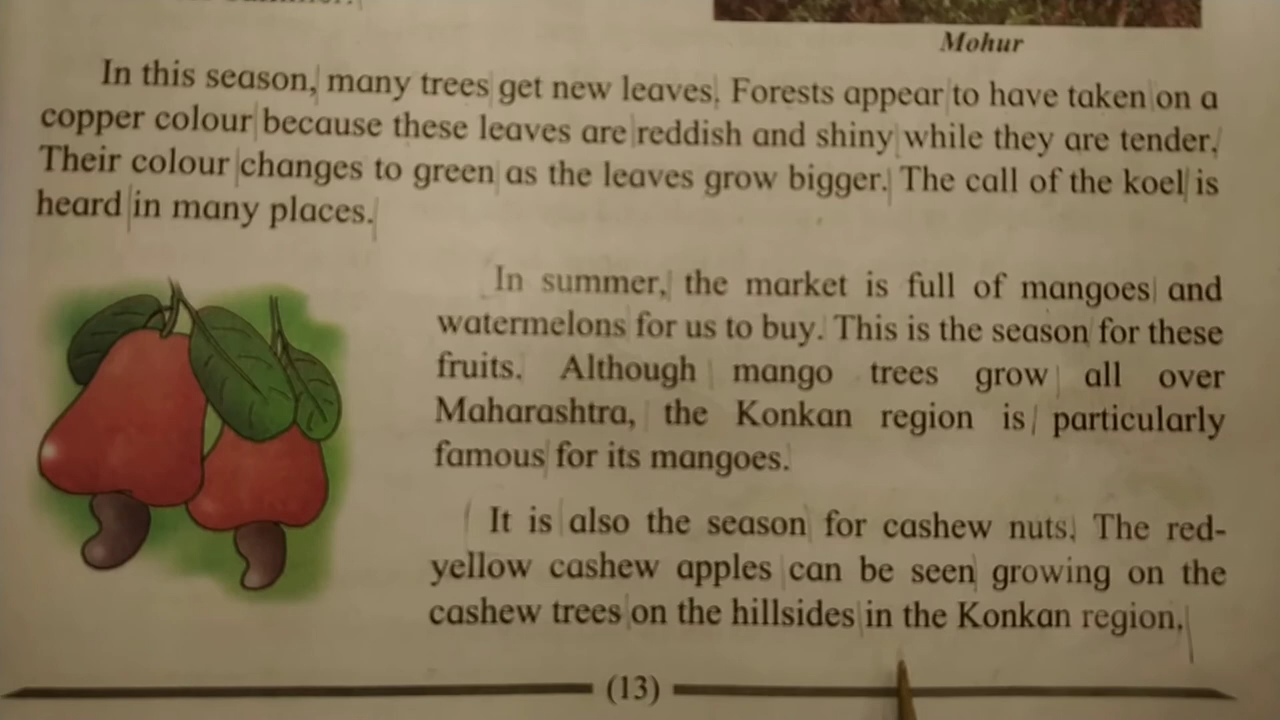 Mohur
In this season, many trees get new leaves. Forests appear to have taken on a
copper colour because these leaves are reddish and shiny while they are tender.
Their colour changes to green as the leaves grow bigger. The call of the koel is
heard in many places.
In summer, the market is full of mangoes and
watermelons for us to buy. This is the season for these
fruits. Although mango trees grow all over
Maharashtra, the Konkan region is particularly
famous for its mangoes.
It is also the season for cashew nuts. The red-
yellow cashew apples can be seen growing on the
cashew trees on the hillsides in the Konkan region.
(13)